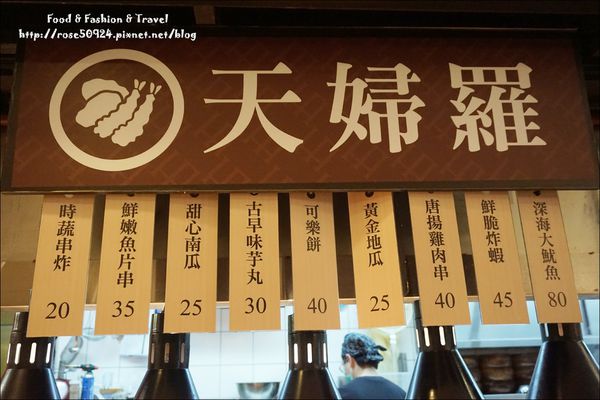 Food & Fashion & Travel
http://rose50924.pixnet.net/blog
天婦羅
時蔬串炸
20
鮮嫩魚片串
35
甜心南瓜
25
古早味芋丸
30
可樂餅
40
黃金地瓜
25
唐揚雞肉串
40
鮮脆炸蝦
45
深海大魷魚
80